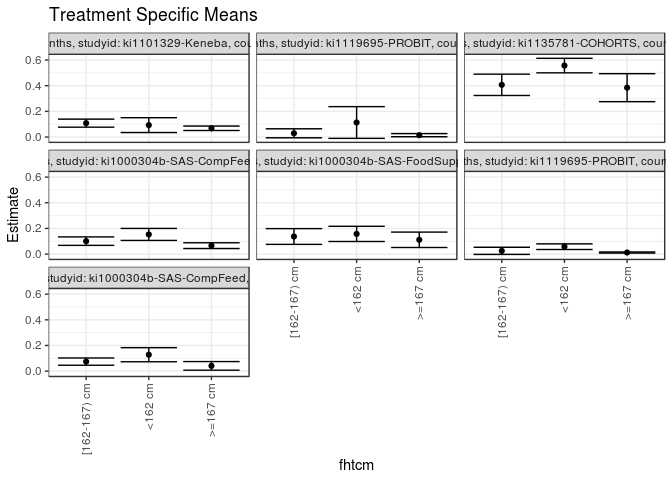 Treatment Specific Means
nths, studyid: ki1101329-Keneba, cou
nths, studyid: ki1119695-PROBIT, cou
s, studyid: ki1135781-COHORTS, coun
0.6
0.4
0.2
0.0
s, studyid: ki1000304b-SAS-CompFee
s, studyid: ki1000304b-SAS-FoodSupp
ths, studyid: ki1119695-PROBIT, coun
0.6
0.4
0.2
0.0
studyid: ki1000304b-SAS-CompFeed,
0.6
0.4
0.2
0.0
Estimate
[162-167) cm
<162 cm
>=167 cm
[162-167) cm
<162 cm
>=167 cm
[162-167) cm
<162 cm
>=167 cm
fhtcm